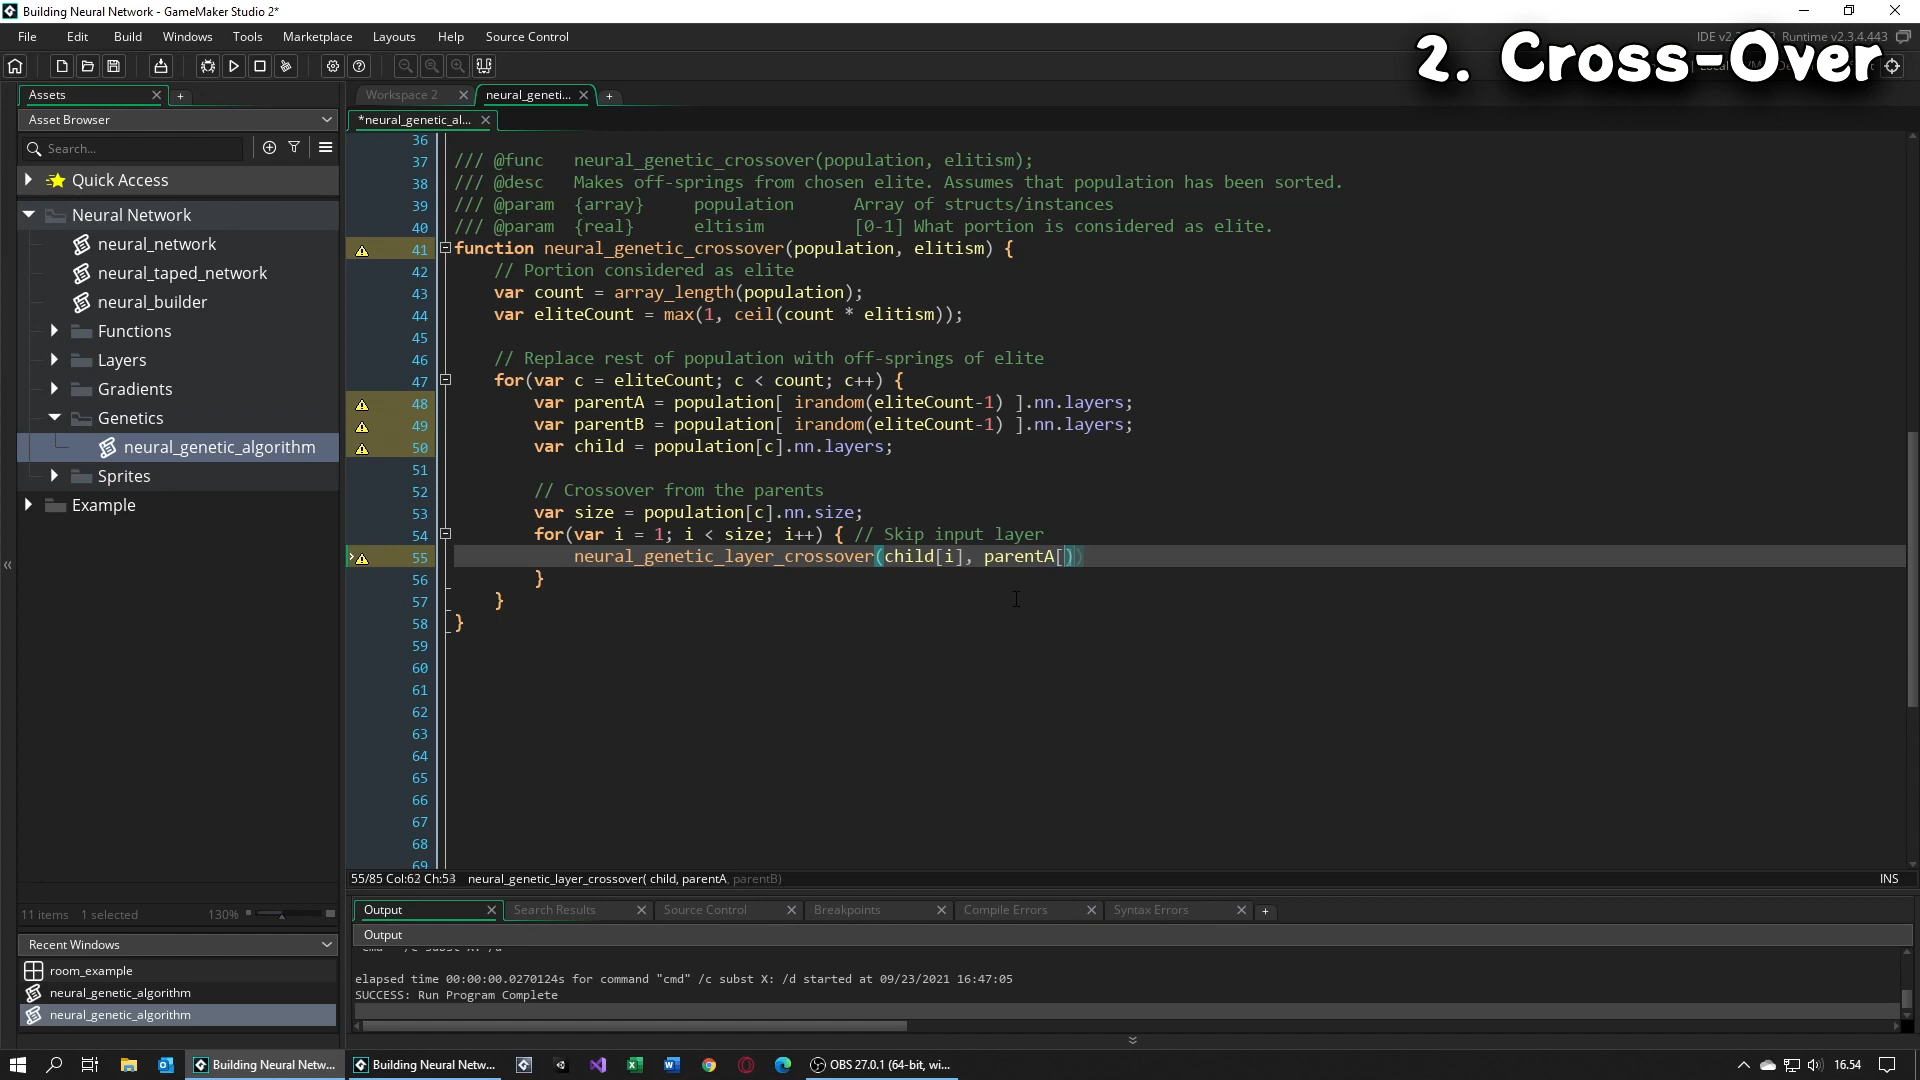 Building Neural Network - GameMaker Studio 2*
File Edit Build Windows Tools Marketplace Layouts Help Source Control
IDE v2. Runtime v2.3.4.443
2. Cross-Over
Assets
Workspace 2
neural_geneti...
Asset Browser
*neural_genetic_al...
Search...
Quick Access
Neural Network
neural_network
neural_taped_network
neural_builder
Functions
Layers
Gradients
Genetics
neural_genetic_algorithm
Sprites
Example
11 items 1 selected 130%
Recent Windows
room_example
neural_genetic_algorithm
neural_genetic_algorithm
36
37 /// @func neural_genetic_crossover(population, elitism);
38 /// @desc Makes off-springs from chosen elite. Assumes that population has been sorted.
39 /// @param {array} population Array of structs/instances
40 /// @param {real} eltisim [0-1] What portion is considered as elite.
41 function neural_genetic_crossover(population, elitism) {
42 // Portion considered as elite
43 var count = array_length(population);
44 var eliteCount = max(1, ceil(count * elitism));
45
46 // Replace rest of population with off-springs of elite
47 for(var c = eliteCount; c < count; c++) {
48 var parentA = population[ irandom(eliteCount-1) ].nn.layers;
49 var parentB = population[ irandom(eliteCount-1) ].nn.layers;
50 var child = population[c].nn.layers;
51
52 // Crossover from the parents
53 var size = population[c].nn.size;
54 for(var i = 1; i < size; i++) { // Skip input layer
55 neural_genetic_layer_crossover(child[i], parentA[])
56 }
57 }
58 }
59
60
61
62
63
64
65
66
67
68
69
55/85 Col:62 Ch:53 neural_genetic_layer_crossover( child, parentA, parentB)
INS
Output Search Results Source Control Breakpoints Compile Errors Syntax Errors
Output
elapsed time 00:00:00.0270124s for command "cmd" /c subst X: /d started at 09/23/2021 16:47:05
SUCCESS: Run Program Complete
Building Neural Netw...
Building Neural Netw...
OBS 27.0.1 (64-bit, wi...
16.54